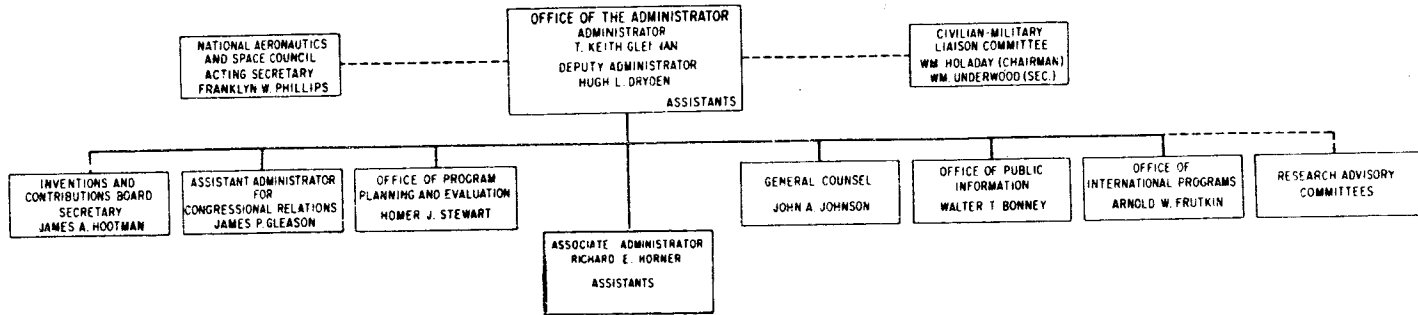 OFFICE OF THE ADMINISTRATOR
ADMINISTRATOR
T. KEITH GLENNAN
DEPUTY ADMINISTRATOR
HUGH L. DRYDEN
ASSISTANTS
NATIONAL AERONAUTICS
AND SPACE COUNCIL
ACTING SECRETARY
FRANKLYN W. PHILLIPS
CIVILIAN-MILITARY
LIAISON COMMITTEE
WM. HOLADAY (CHAIRMAN)
WM. UNDERWOOD (SEC.)
INVENTIONS AND
CONTRIBUTIONS BOARD
SECRETARY
JAMES A. HOOTMAN
ASSISTANT ADMINISTRATOR
FOR
CONGRESSIONAL RELATIONS
JAMES P. GLEASON
OFFICE OF PROGRAM
PLANNING AND EVALUATION
HOMER J. STEWART
GENERAL COUNSEL
JOHN A. JOHNSON
OFFICE OF PUBLIC
INFORMATION
WALTER T. BONNEY
OFFICE OF
INTERNATIONAL PROGRAMS
ARNOLD W. FRUTKIN
RESEARCH ADVISORY
COMMITTEES
ASSOCIATE ADMINISTRATOR
RICHARD E. HORNER
ASSISTANTS